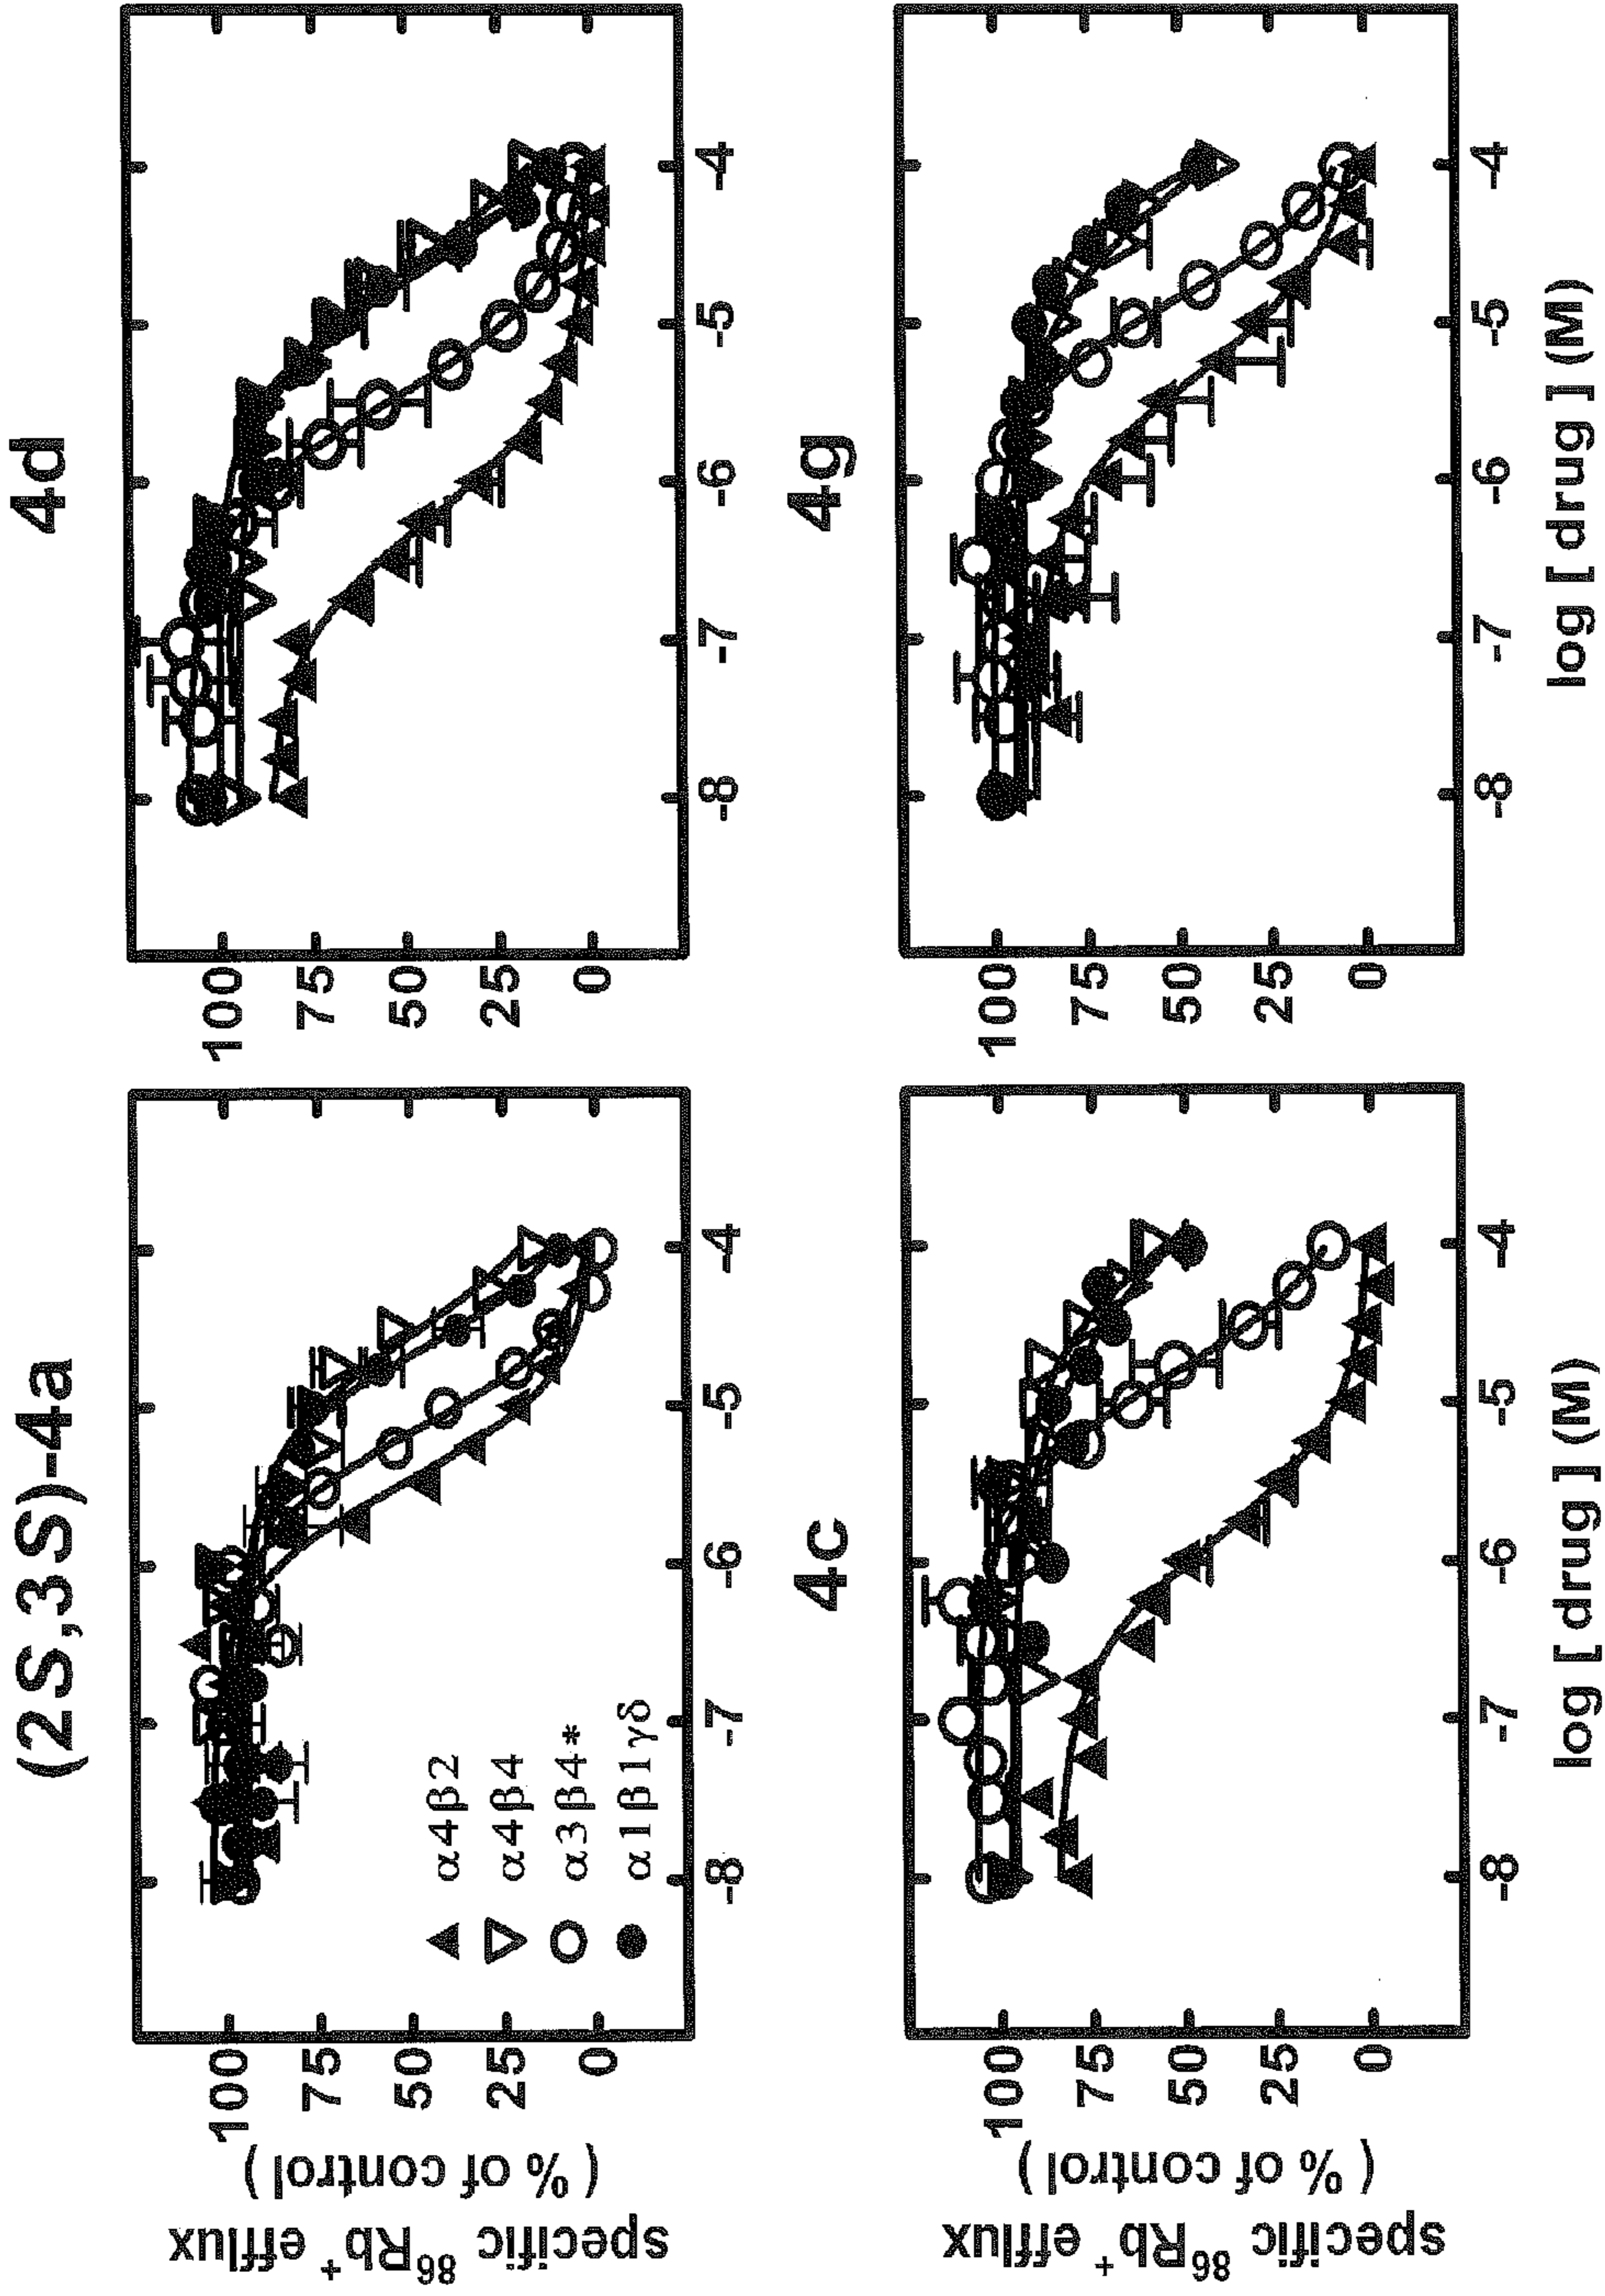 (2S,3S)-4a
specific ⁸⁶Rb⁺ efflux
( % of control )
100
75
50
25
0
α4β2
α4β4
α3β4*
α1β1γδ
-8
-7
-6
-5
-4
4d
100
75
50
25
0
-8
-7
-6
-5
-4
4c
specific ⁸⁶Rb⁺ efflux
( % of control )
100
75
50
25
0
-8
-7
-6
-5
-4
log [ drug ] (M)
4g
100
75
50
25
0
-8
-7
-6
-5
-4
log [ drug ] (M)